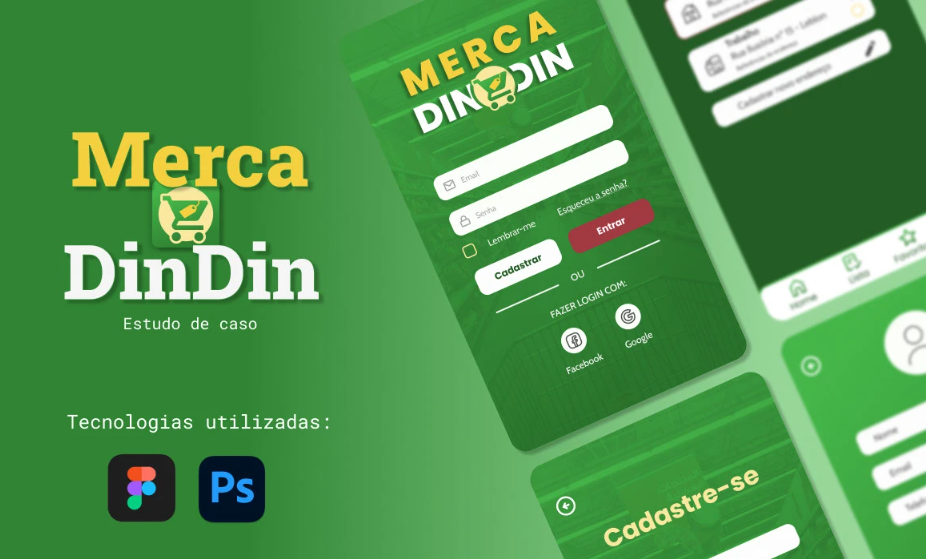 Merca
DinDin
Estudo de caso
Tecnologias utilizadas:
Ps
MERCA
DINDIN
Email
Senha
Lembrar-me
Esqueceu a senha?
Cadastrar
Entrar
OU
FAZER LOGIN COM:
Facebook
Google
Cadastre-se
Trabalho
Cadastrar novo endereço
Home
Lista
Nome
Email